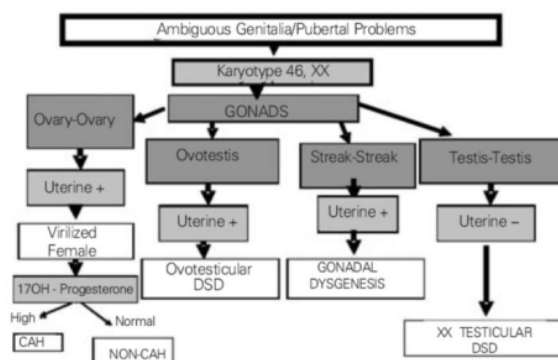 Ambiguous Genitalia/Pubertal Problems
Karyotype 46, XX
GONADS
Ovary-Ovary
Ovotestis
Streak-Streak
Testis-Testis
Uterine +
Uterine +
Uterine +
Uterine –
Virilized
Female
Ovotesticular
DSD
GONADAL
DYSGENESIS
17OH - Progesterone
High
Normal
CAH
NON-CAH
XX TESTICULAR
DSD